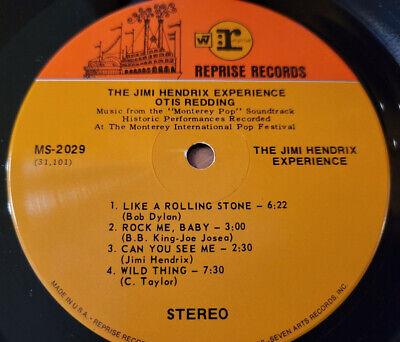 W
r
REPRISE RECORDS
THE JIMI HENDRIX EXPERIENCE
OTIS REDDING
Music from the "Monterey Pop" Soundtrack
Historic Performances Recorded
At The Monterey International Pop Festival
MS-2029
(31,101)
THE JIMI HENDRIX
EXPERIENCE
1. LIKE A ROLLING STONE – 6:22
(Bob Dylan)
2. ROCK ME, BABY – 3:00
(B.B. King-Joe Josea)
3. CAN YOU SEE ME – 2:30
(Jimi Hendrix)
4. WILD THING – 7:30
(C. Taylor)
STEREO
MADE IN U.S.A. - REPRISE RECOR
-SEVEN ARTS RECORDS, INC.